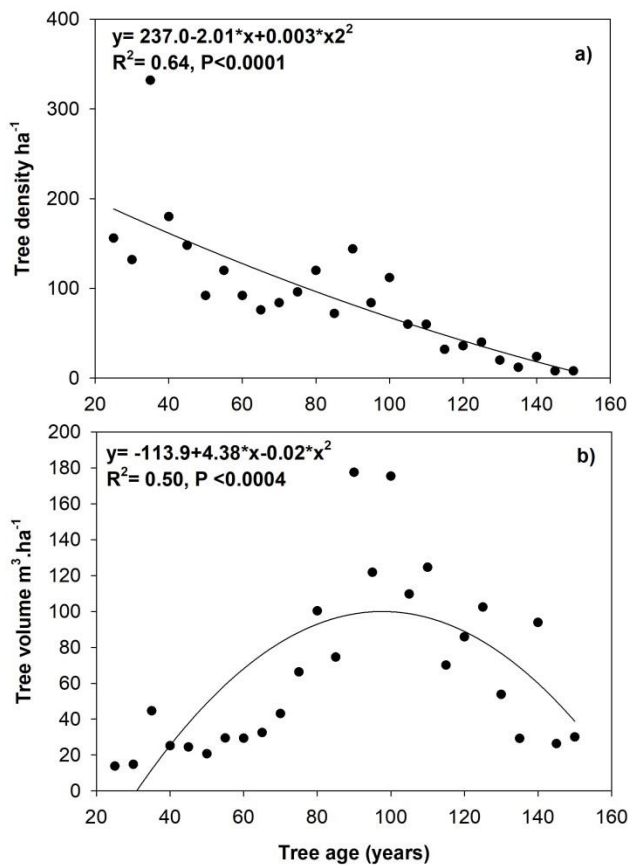 y= 237.0-2.01*x+0.003*x2²
R²= 0.64, P<0.0001
a)
Tree density ha⁻¹
400
300
200
100
0
20 40 60 80 100 120 140 160
y= -113.9+4.38*x-0.02*x²
R²= 0.50, P <0.0004
b)
Tree volume m³.ha⁻¹
200
180
160
140
120
100
80
60
40
20
0
20 40 60 80 100 120 140 160
Tree age (years)